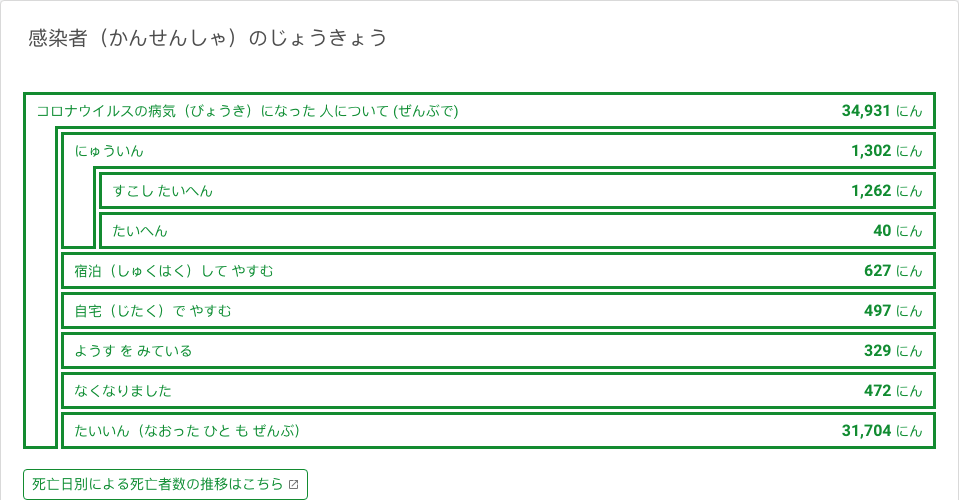 感染者（かんせんしゃ）のじょうきょう
コロナウイルスの病気（びょうき）になった 人について (ぜんぶで) 34,931 にん
にゅういん 1,302 にん
すこし たいへん 1,262 にん
たいへん 40 にん
宿泊（しゅくはく）して やすむ 627 にん
自宅（じたく）で やすむ 497 にん
ようす を みている 329 にん
なくなりました 472 にん
たいいん（なおった ひと も ぜんぶ） 31,704 にん
死亡日別による死亡者数の推移はこちら